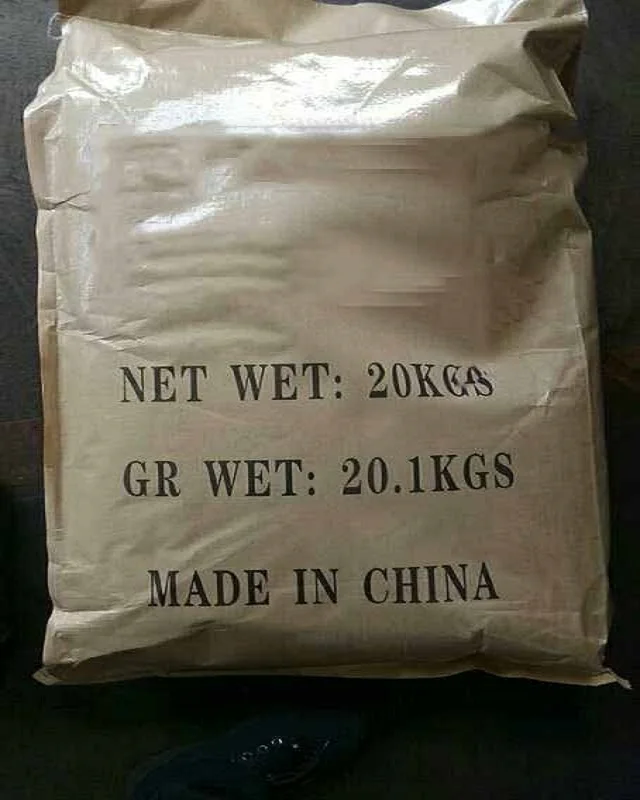 NET WET: 20KGS
GR WET: 20.1KGS
MADE IN CHINA